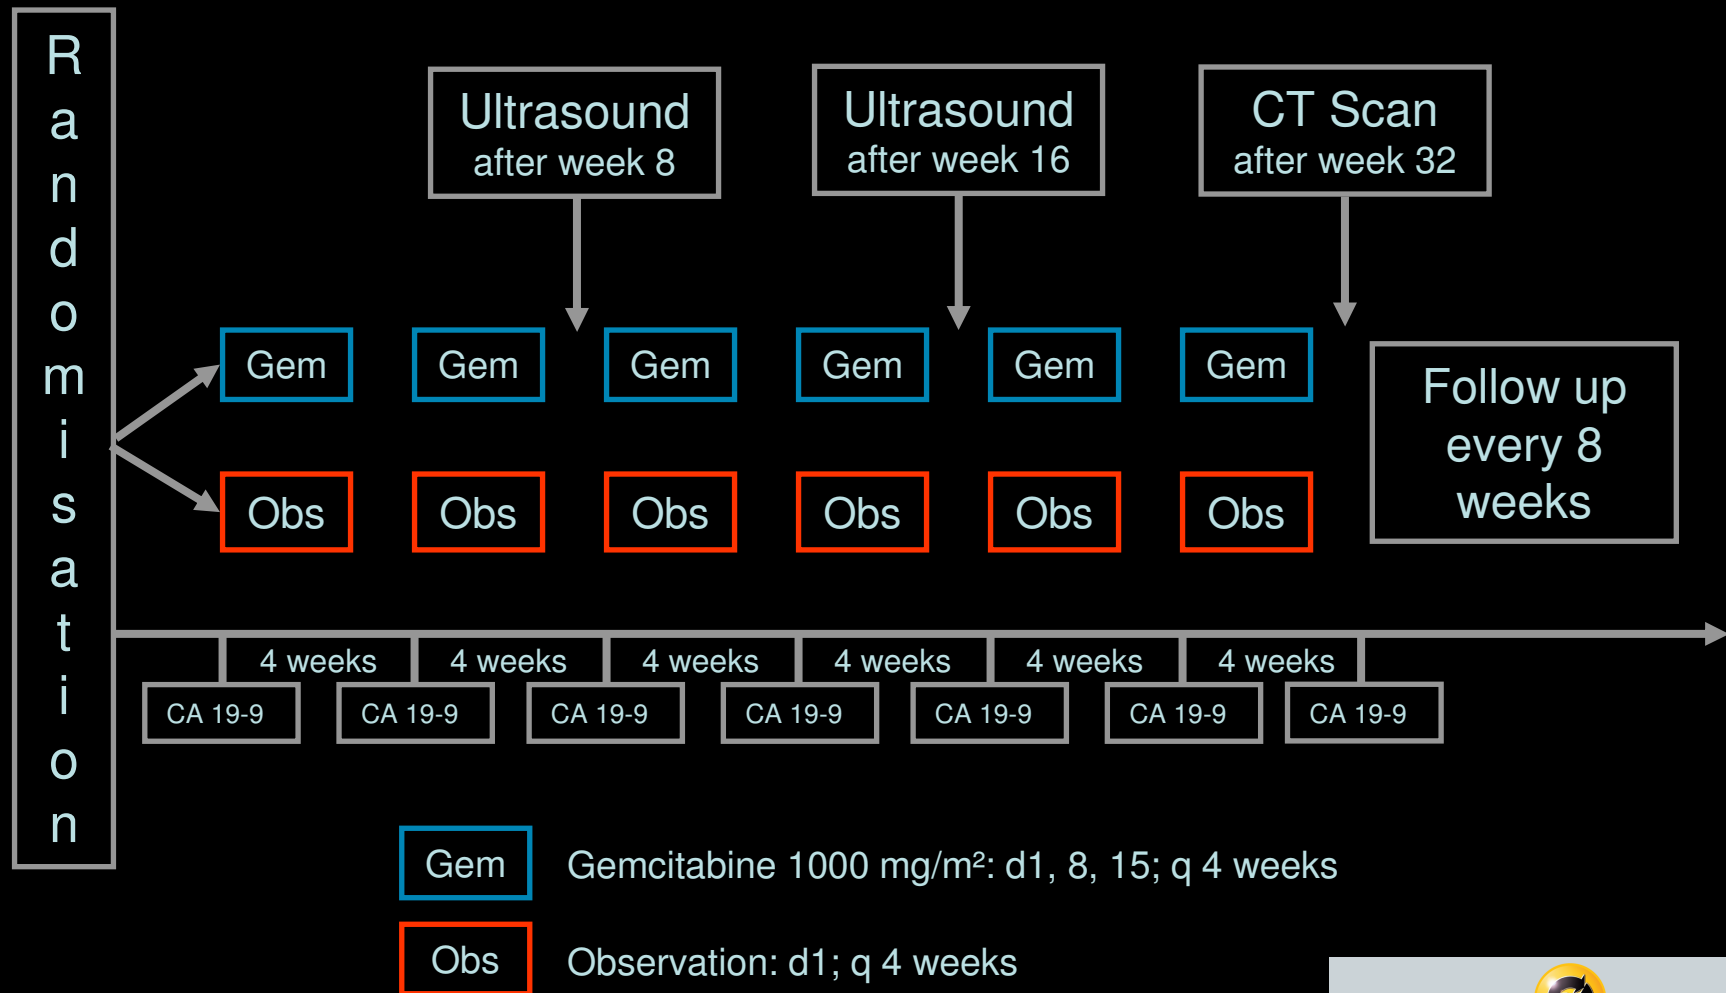 Randomisation
Ultrasound
after week 8
Ultrasound
after week 16
CT Scan
after week 32
Gem Gem Gem Gem Gem Gem
Follow up
every 8
weeks
Obs Obs Obs Obs Obs Obs
4 weeks 4 weeks 4 weeks 4 weeks 4 weeks 4 weeks
CA 19-9 CA 19-9 CA 19-9 CA 19-9 CA 19-9 CA 19-9 CA 19-9
Gem Gemcitabine 1000 mg/m²: d1, 8, 15; q 4 weeks
Obs Observation: d1; q 4 weeks